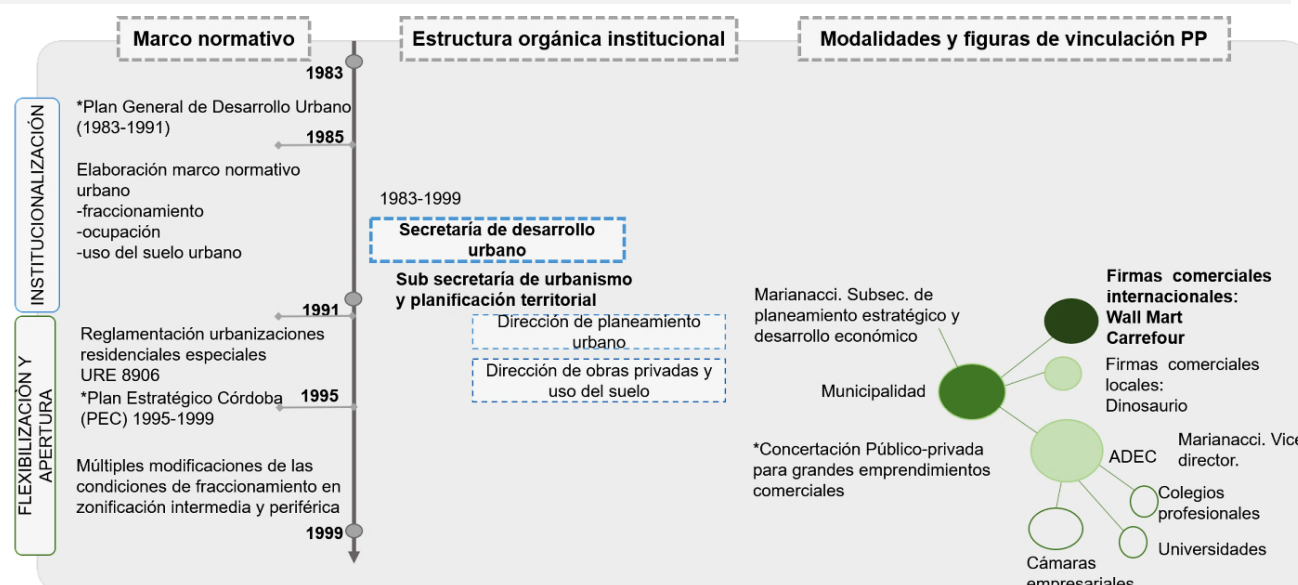 Marco normativo
Estructura orgánica institucional
Modalidades y figuras de vinculación PP
INSTITUCIONALIZACIÓN
FLEXIBILIZACIÓN Y
APERTURA
1983
*Plan General de Desarrollo Urbano
(1983-1991)
1985
Elaboración marco normativo
urbano
-fraccionamiento
-ocupación
-uso del suelo urbano
1991
Reglamentación urbanizaciones
residenciales especiales
URE 8906
*Plan Estratégico Córdoba
(PEC) 1995-1999
1995
Múltiples modificaciones de las
condiciones de fraccionamiento en
zonificación intermedia y periférica
1999
1983-1999
Secretaría de desarrollo
urbano
Sub secretaría de urbanismo
y planificación territorial
Dirección de planeamiento
urbano
Dirección de obras privadas y
uso del suelo
Marianacci. Subsec. de
planeamiento estratégico y
desarrollo económico
Municipalidad
*Concertación Público-privada
para grandes emprendimientos
comerciales
Firmas comerciales
internacionales:
Wall Mart
Carrefour
Firmas comerciales
locales:
Dinosaurio
ADEC
Marianacci. Vice
director.
Colegios
profesionales
Universidades
Cámaras
empresariales